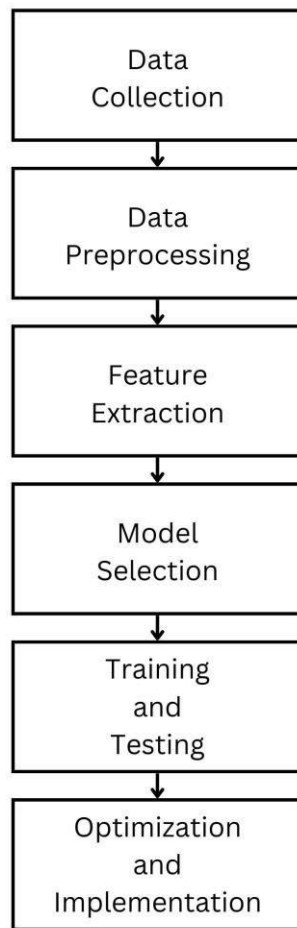 Data
Collection
Data
Preprocessing
Feature
Extraction
Model
Selection
Training
and
Testing
Optimization
and
Implementation